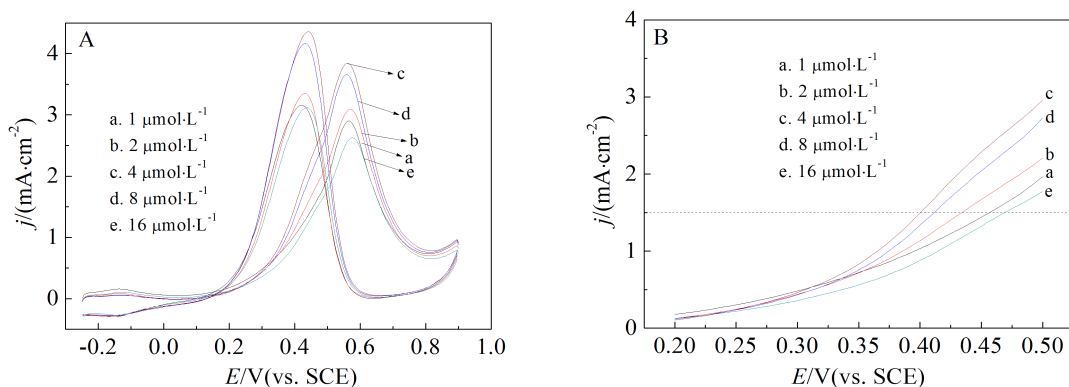 A
4
3
2
1
0
j/(mA·cm⁻²)
a. 1 μmol·L⁻¹
b. 2 μmol·L⁻¹
c. 4 μmol·L⁻¹
d. 8 μmol·L⁻¹
e. 16 μmol·L⁻¹
c
d
b
a
e
-0.2 0.0 0.2 0.4 0.6 0.8 1.0
E/V(vs. SCE)
B
4
3
2
1
0
j/(mA·cm⁻²)
a. 1 μmol·L⁻¹
b. 2 μmol·L⁻¹
c. 4 μmol·L⁻¹
d. 8 μmol·L⁻¹
e. 16 μmol·L⁻¹
c
d
b
a
e
0.20 0.25 0.30 0.35 0.40 0.45 0.50
E/V(vs. SCE)